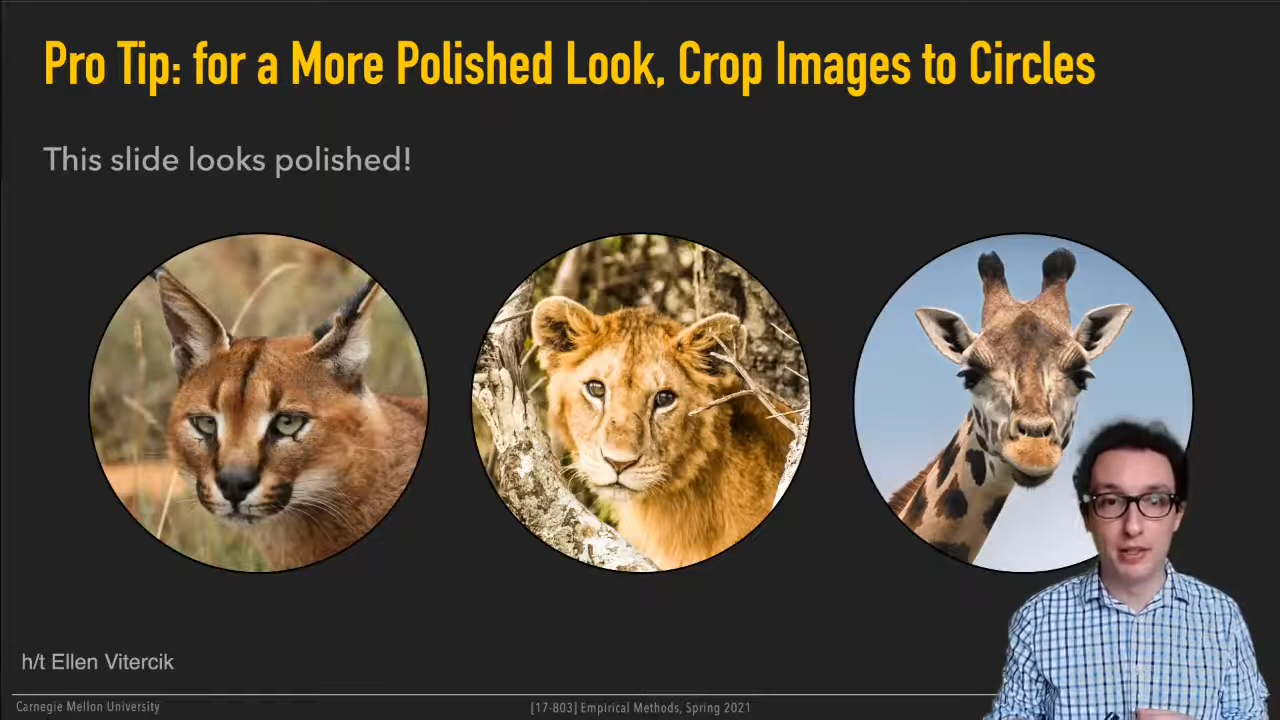 Pro Tip: for a More Polished Look, Crop Images to Circles
This slide looks polished!
h/t Ellen Vitercik
Carnegie Mellon University
[17-803] Empirical Methods, Spring 2021